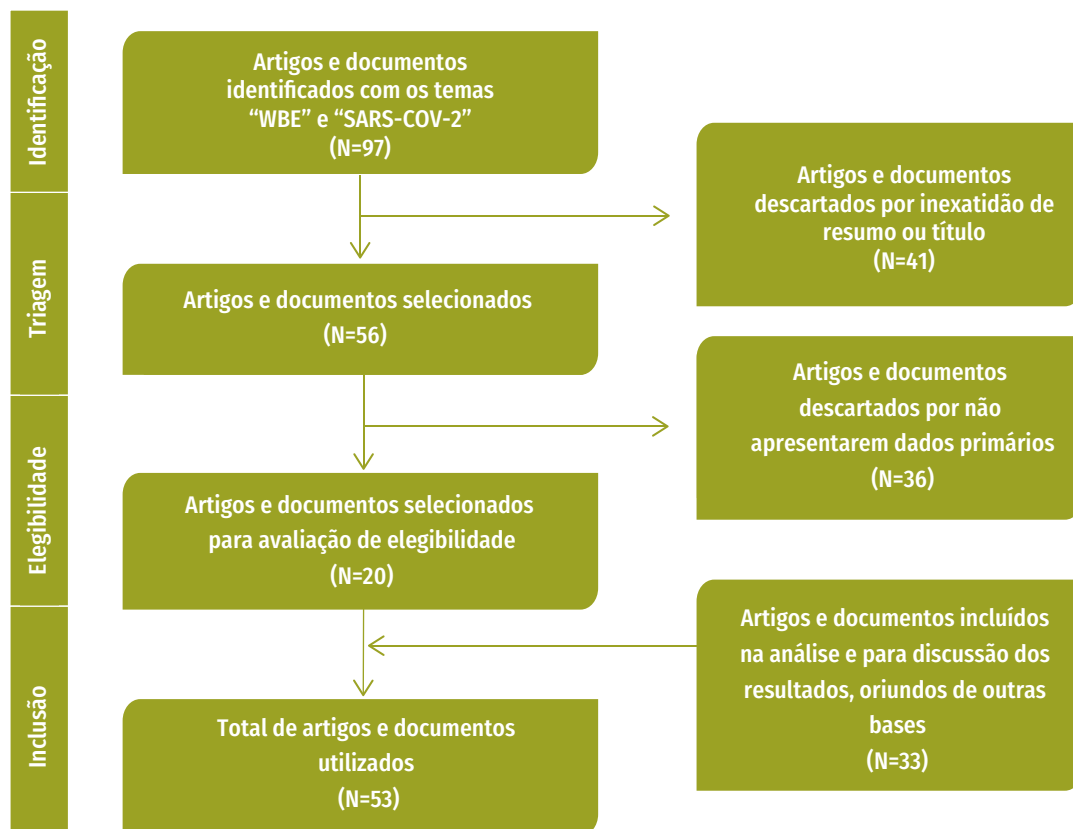 Identificação
Artigos e documentos
identificados com os temas
“WBE” e “SARS-COV-2”
(N=97)
Artigos e documentos
descartados por inexatidão de
resumo ou título
(N=41)
Triagem
Artigos e documentos selecionados
(N=56)
Artigos e documentos
descartados por não
apresentarem dados primários
(N=36)
Elegibilidade
Artigos e documentos selecionados
para avaliação de elegibilidade
(N=20)
Artigos e documentos incluídos
na análise e para discussão dos
resultados, oriundos de outras
bases
(N=33)
Inclusão
Total de artigos e documentos
utilizados
(N=53)